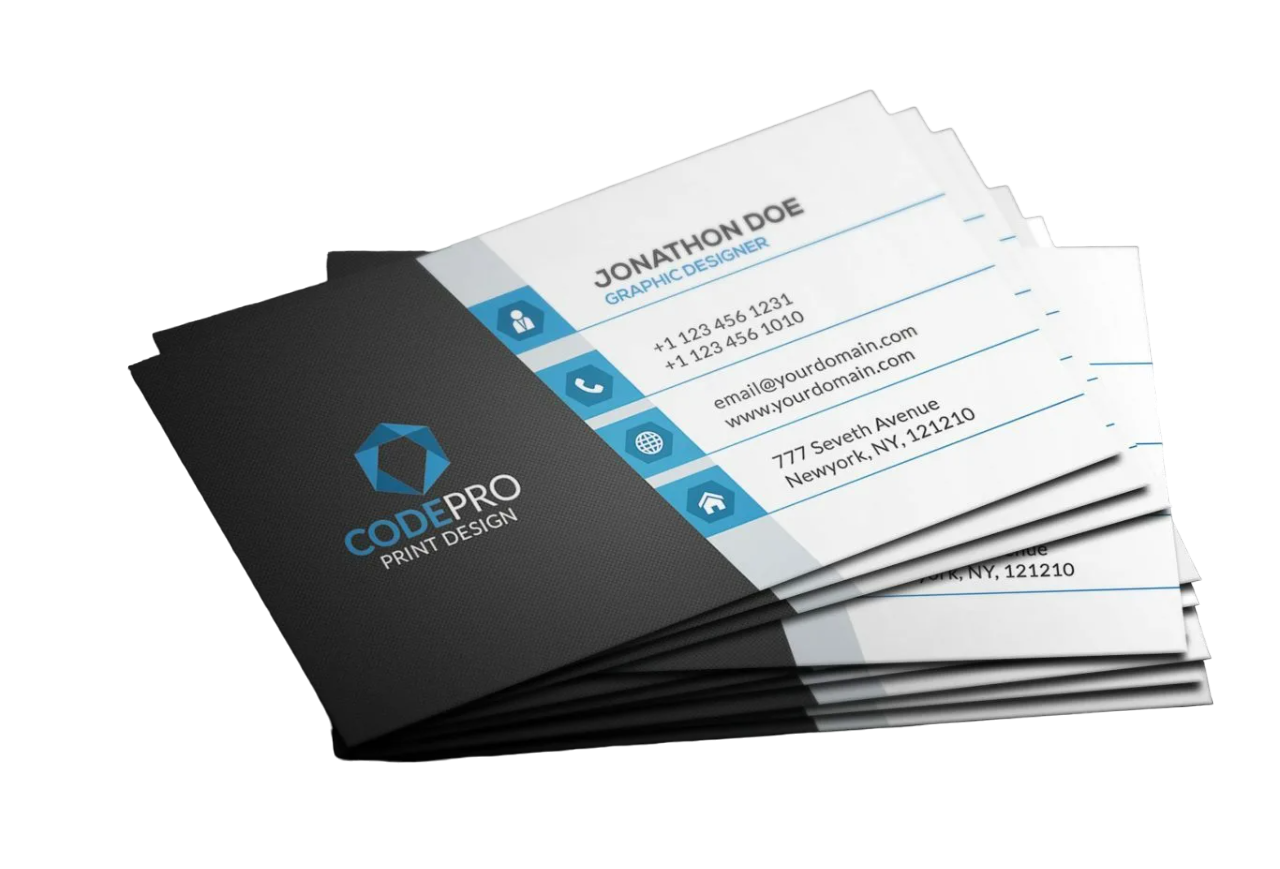 CODEPRO
PRINT DESIGN
JONATHON DOE
GRAPHIC DESIGNER
+1 123 456 1231
+1 123 456 1010
email@yourdomain.com
www.yourdomain.com
777 Seveth Avenue
Newyork, NY, 121210
NY, 121210